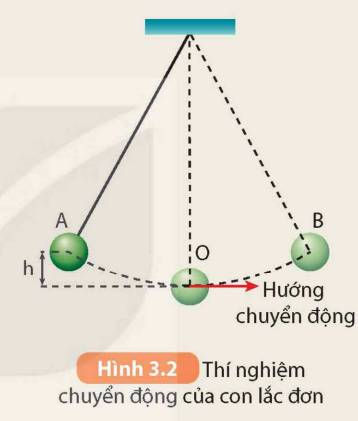 A
B
O
h
Hướng
chuyển động
Hình 3.2 Thí nghiệm
chuyển động của con lắc đơn